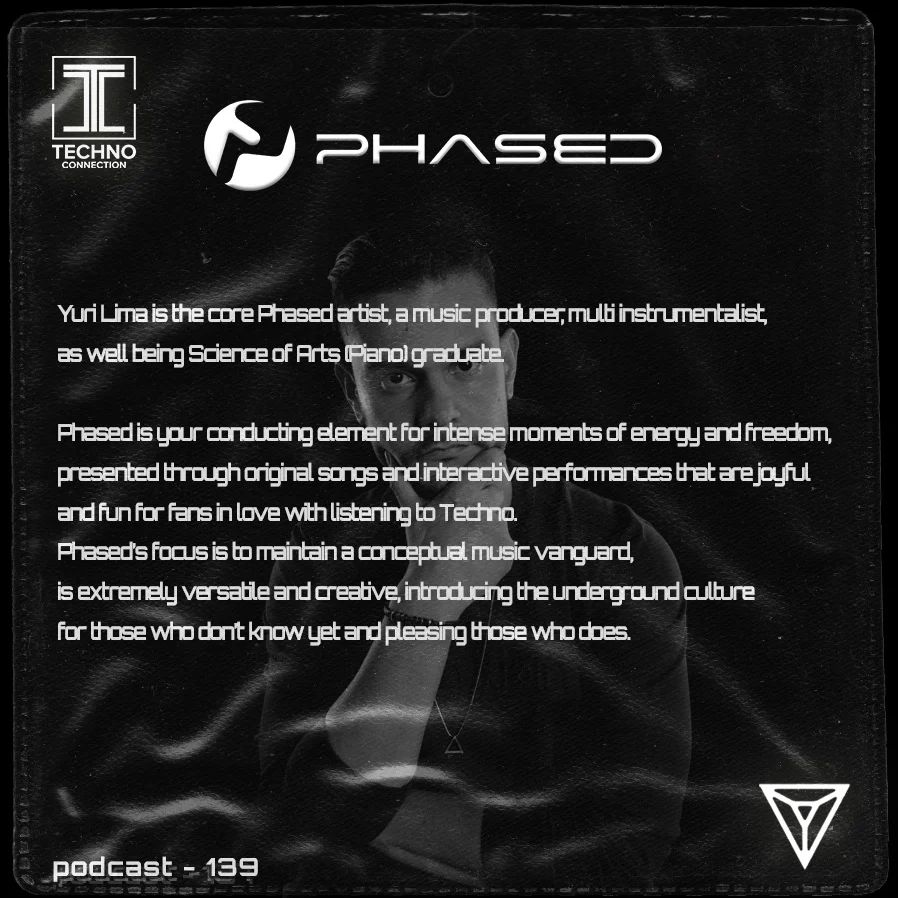 TECHNO
CONNECTION
PHASED
Yuri Lima is the core Phased artist, a music producer, multi instrumentalist,
as well being Science of Arts (Piano) graduate.
Phased is your conducting element for intense moments of energy and freedom,
presented through original songs and interactive performances that are joyful
and fun for fans in love with listening to Techno.
Phased's focus is to maintain a conceptual music vanguard,
is extremely versatile and creative, introducing the underground culture
for those who don't know yet and pleasing those who does.
podcast - 139